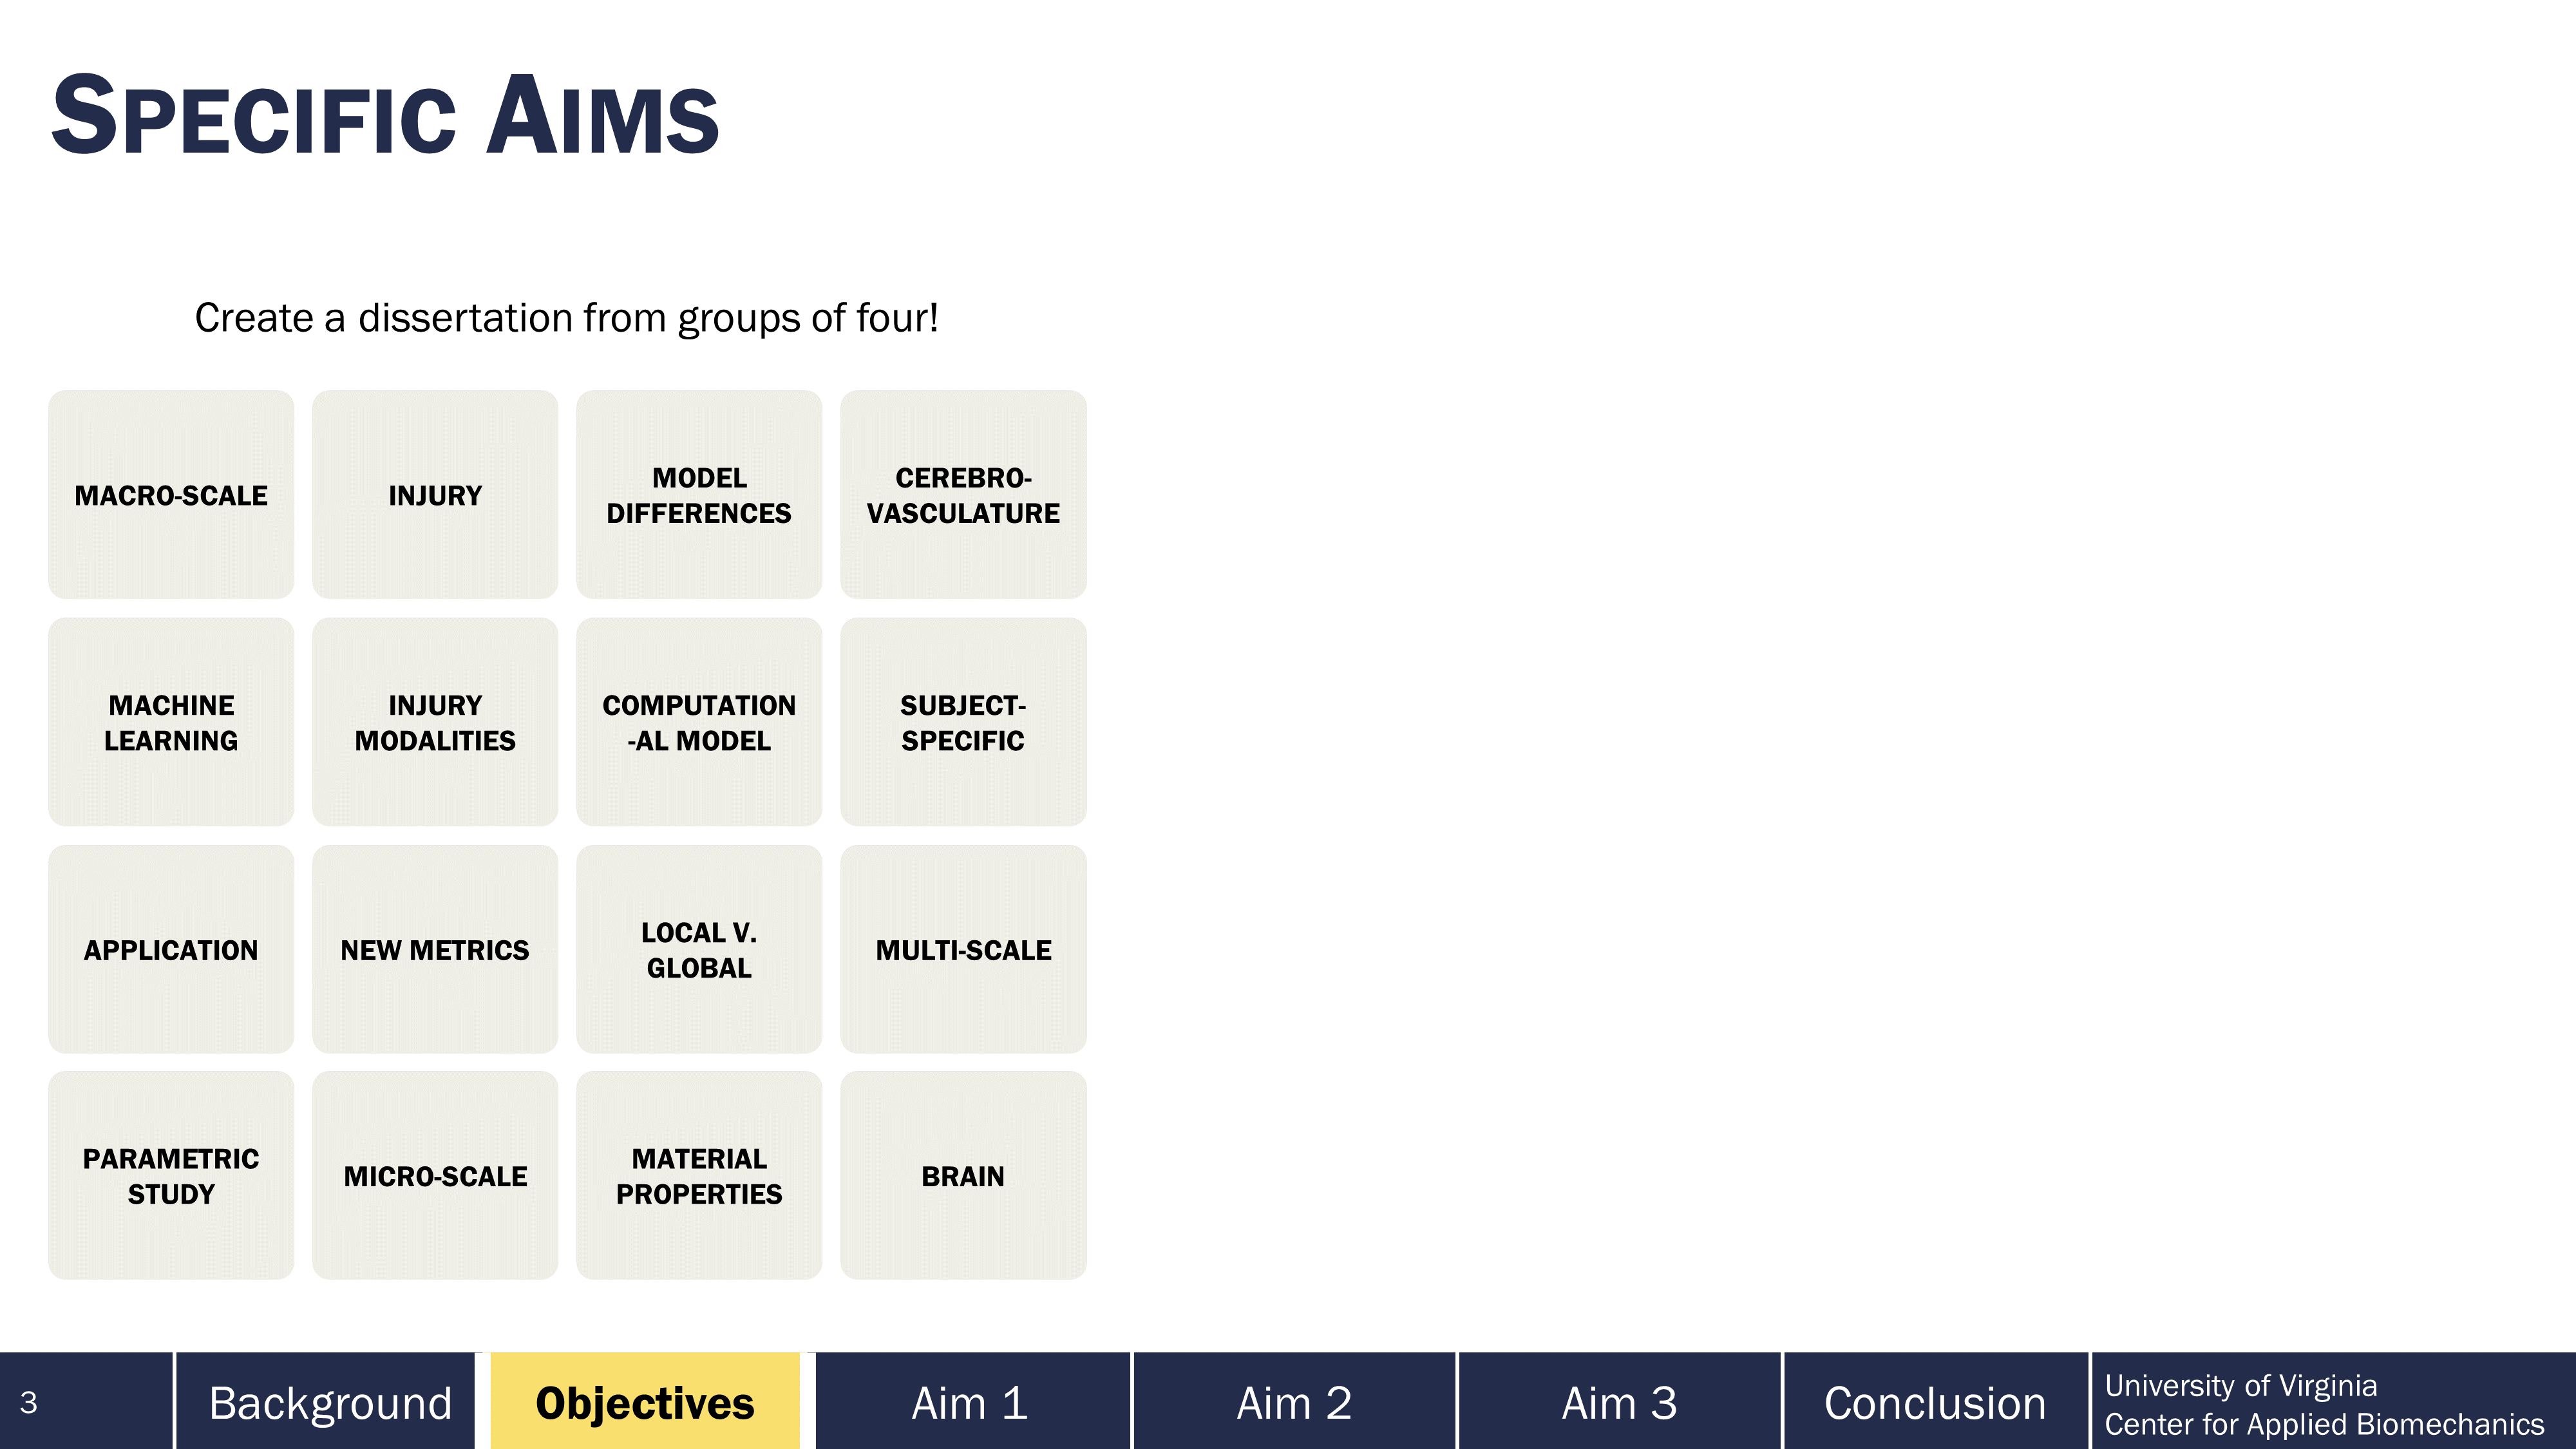 SPECIFIC AIMS
Create a dissertation from groups of four!
MACRO-SCALE
INJURY
MODEL
DIFFERENCES
CEREBRO-
VASCULATURE
MACHINE
LEARNING
INJURY
MODALITIES
COMPUTATION
-AL MODEL
SUBJECT-
SPECIFIC
APPLICATION
NEW METRICS
LOCAL V.
GLOBAL
MULTI-SCALE
PARAMETRIC
STUDY
MICRO-SCALE
MATERIAL
PROPERTIES
BRAIN
3
Background
Objectives
Aim 1
Aim 2
Aim 3
Conclusion
University of Virginia
Center for Applied Biomechanics